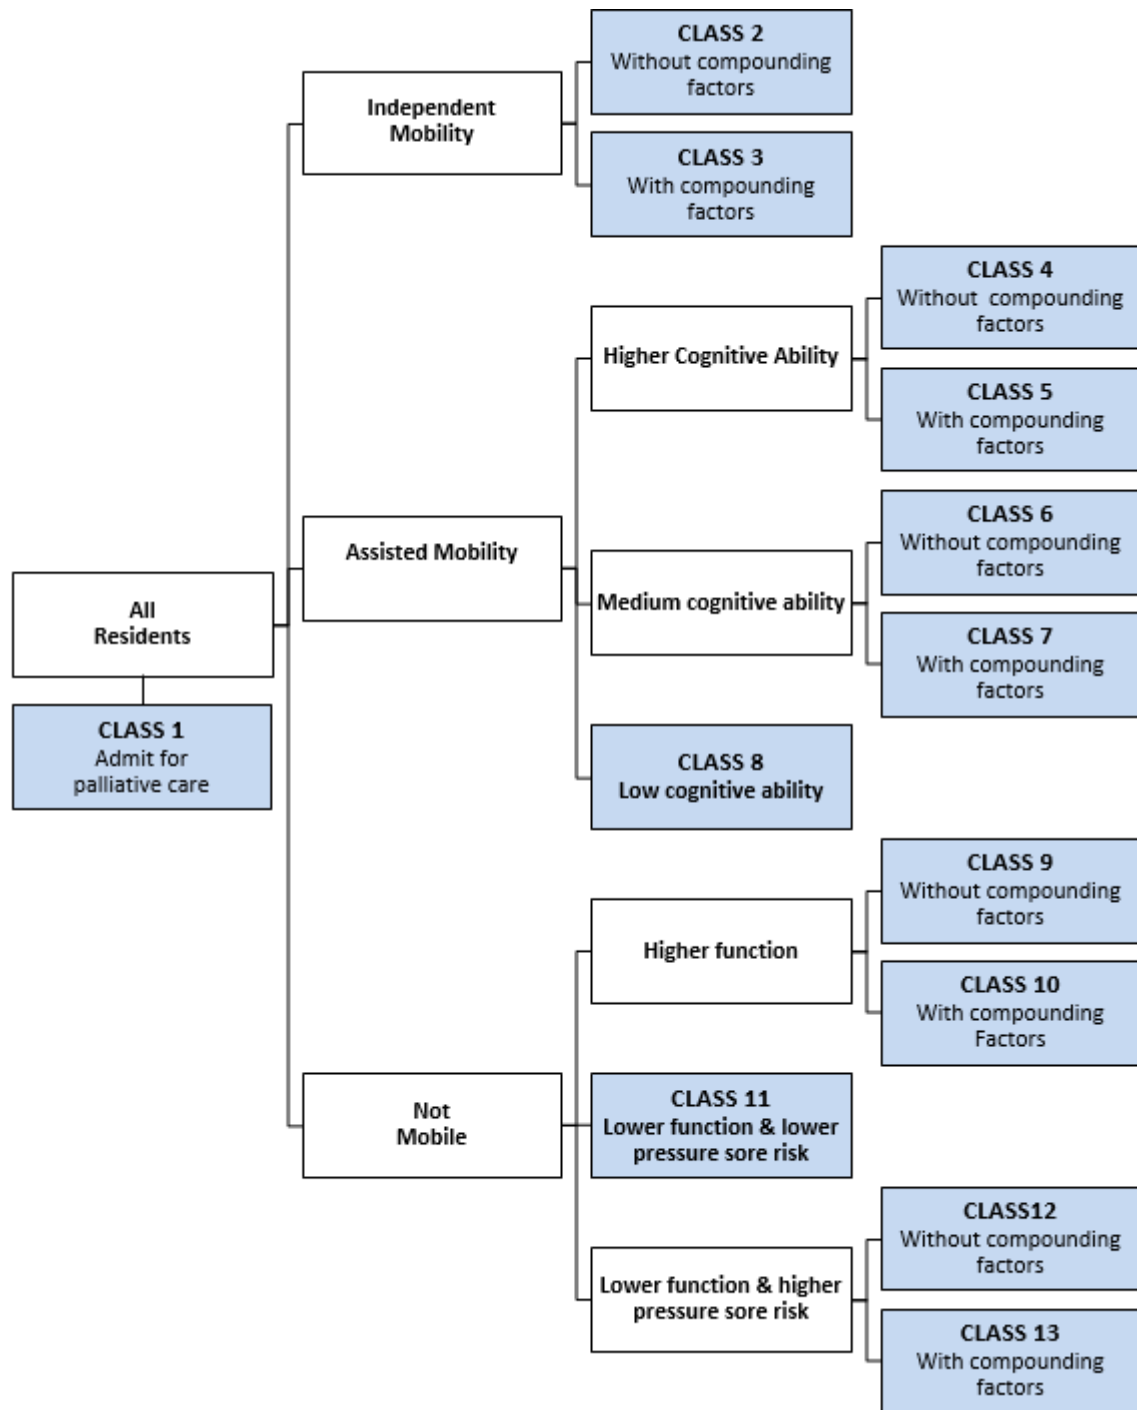 CLASS 2
Without compounding
factors
Independent
Mobility
CLASS 3
With compounding
factors
CLASS 4
Without  compounding
factors
Higher Cognitive Ability
CLASS 5
With compounding
factors
CLASS 6
Without compounding
factors
Assisted Mobility
Medium cognitive ability
CLASS 7
With compounding
factors
All
Residents
CLASS 1
Admit for
palliative care
CLASS 8
Low cognitive ability
CLASS 9
Without compounding
factors
Higher function
CLASS 10
With compounding
Factors
Not
Mobile
CLASS 11
Lower function & lower
pressure sore risk
CLASS12
Without compounding
factors
Lower function & higher
pressure sore risk
CLASS 13
With compounding
factors